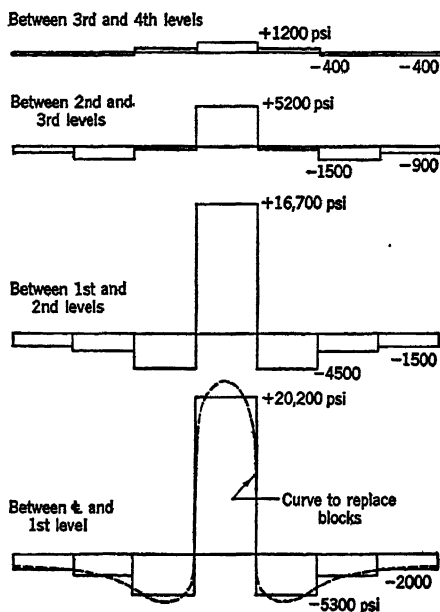 Between 3rd and 4th levels
+1200 psi
-400
-400
Between 2nd and
3rd levels
+5200 psi
-1500
-900
+16,700 psi
Between 1st and
2nd levels
-4500
-1500
+20,200 psi
Curve to replace
blocks
Between ℄ and
1st level
-2000
-5300 psi